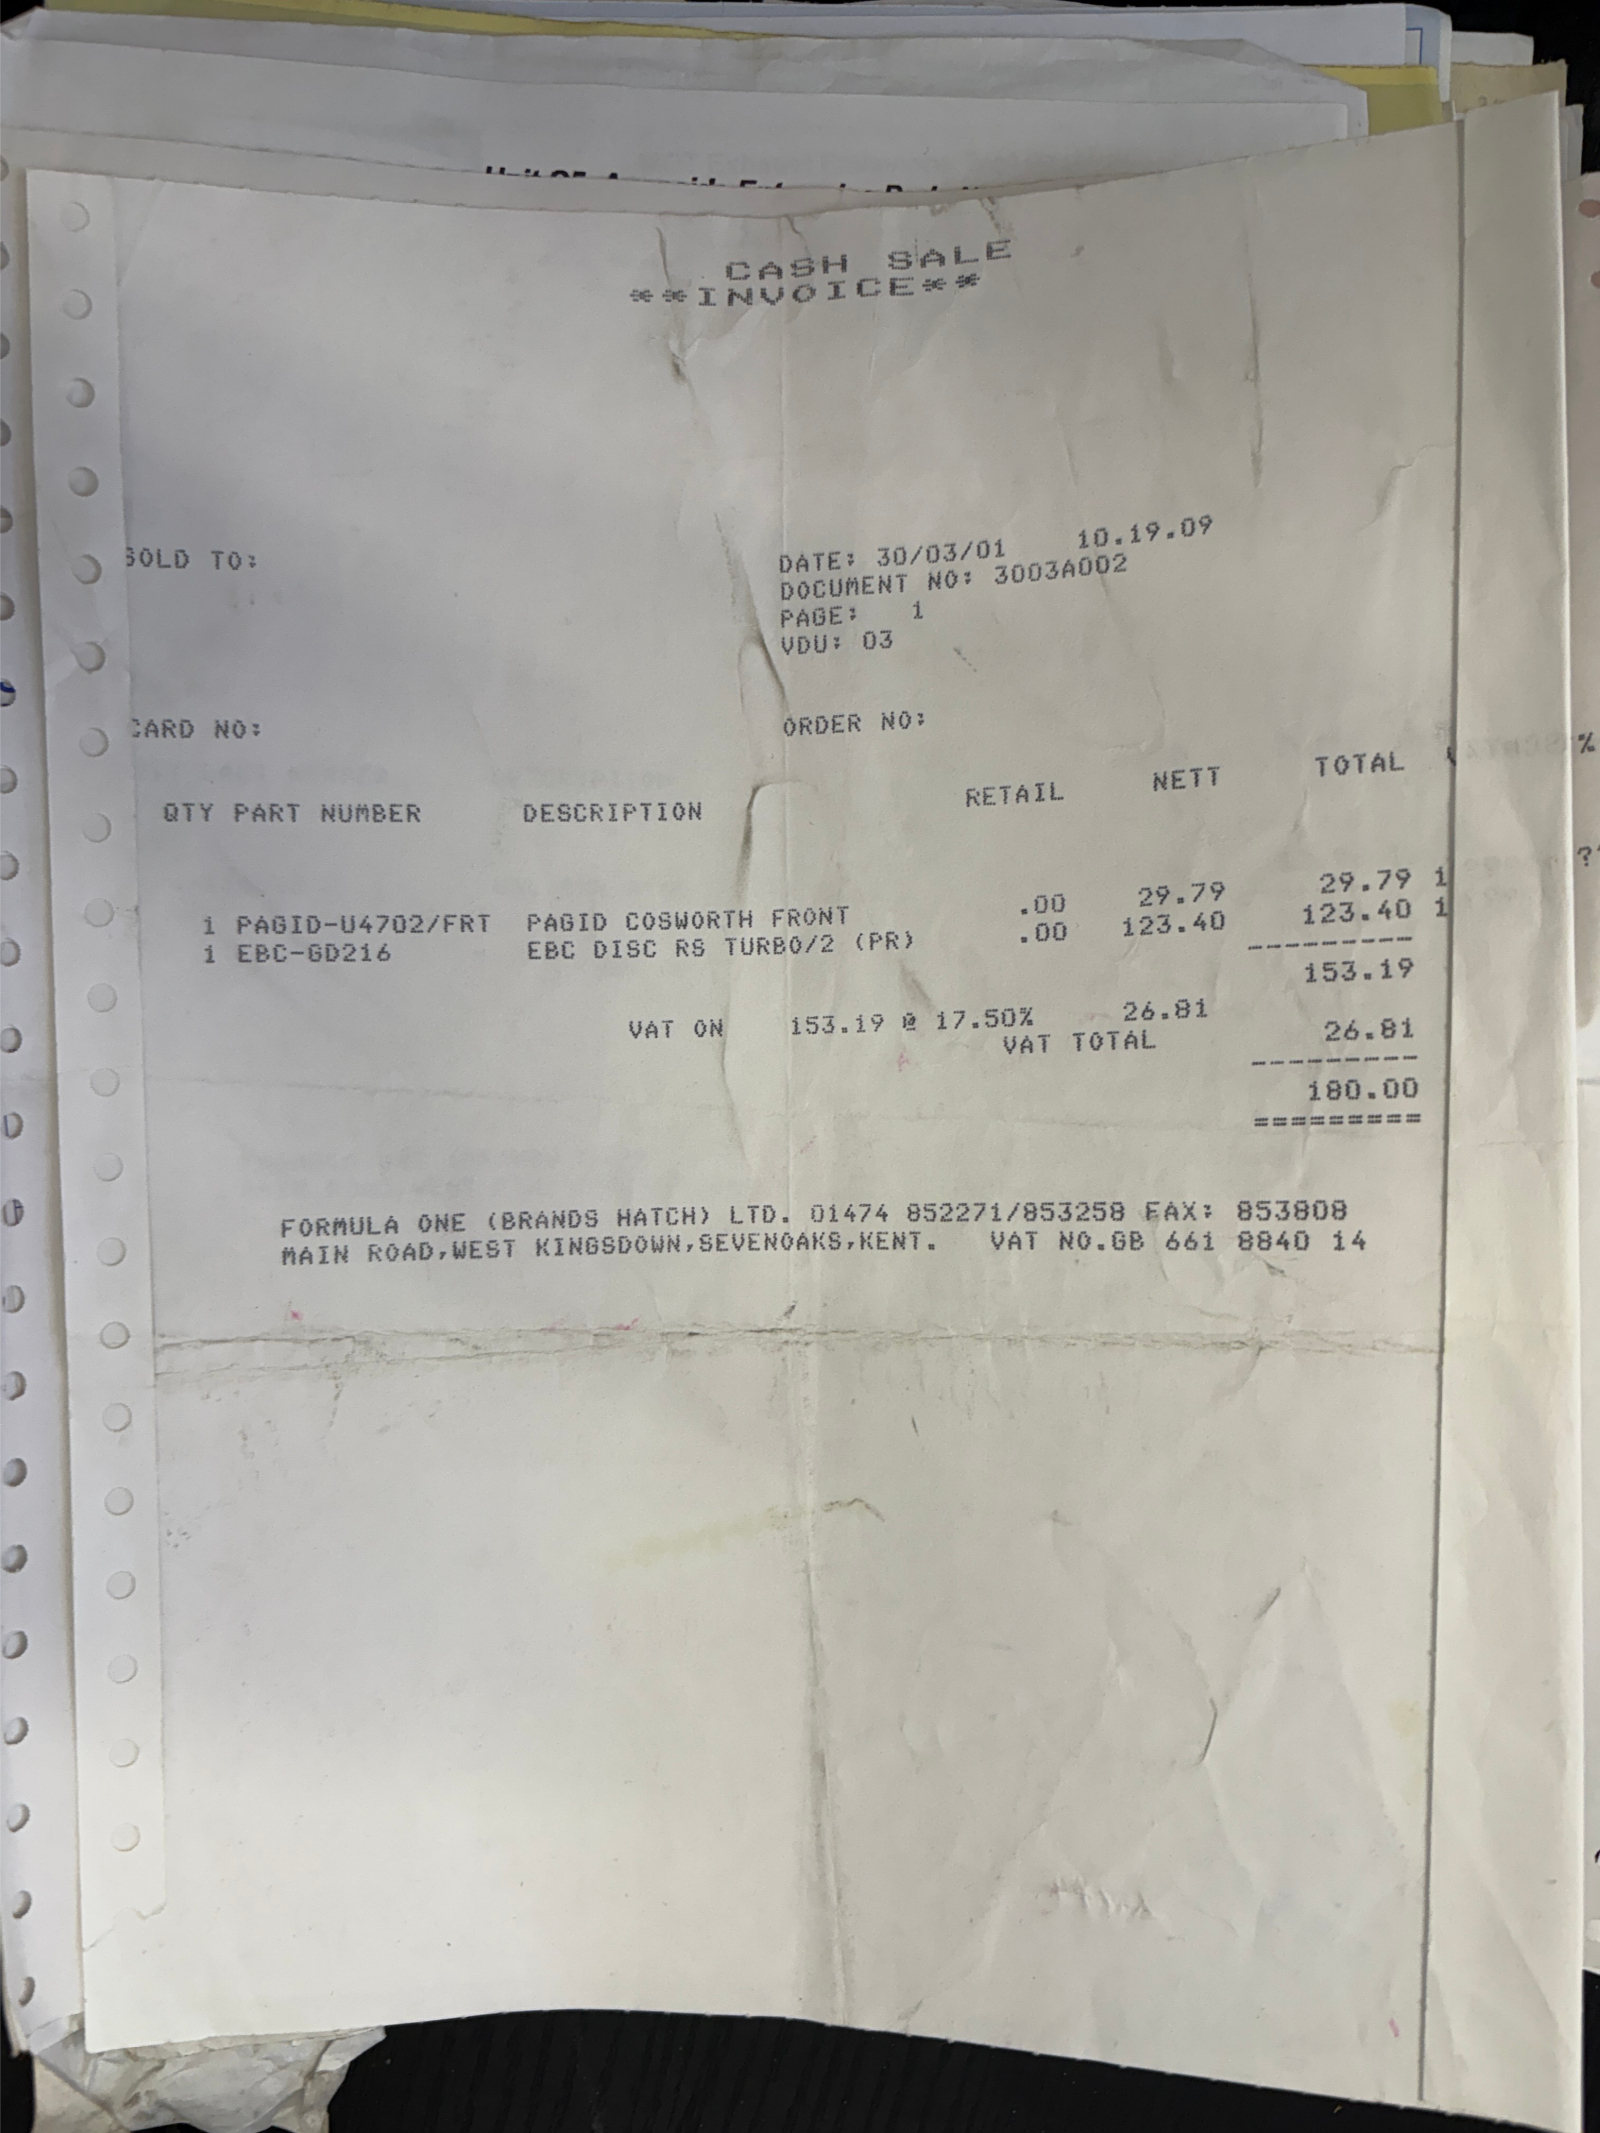 CASH SALE
**INVOICE**
SOLD TO:
DATE: 30/03/01 10.19.09
DOCUMENT NO: 3003A002
PAGE: 1
VDU: 03
CARD NO:
ORDER NO:
QTY PART NUMBER DESCRIPTION RETAIL NETT TOTAL
1 PAGID-U4702/FRT PAGID COSWORTH FRONT .00 29.79 29.79 1
1 EBC-GD216 EBC DISC RS TURBO/2 (PR) .00 123.40 123.40 1
---------
153.19
VAT ON 153.19 @ 17.50% 26.81
VAT TOTAL 26.81
---------
180.00
=========
FORMULA ONE (BRANDS HATCH) LTD. 01474 852271/853258 FAX: 853808
MAIN ROAD,WEST KINGSDOWN,SEVENOAKS,KENT. VAT NO.GB 661 8840 14